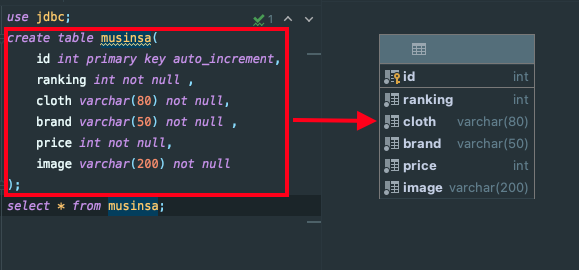 use jdbc;
✓ 1
create table musinsa(
id int primary key auto_increment,
ranking int not null ,
cloth varchar(80) not null,
brand varchar(50) not null ,
price int not null,
image varchar(200) not null
);
select * from musinsa;
id int
ranking int
cloth varchar(80)
brand varchar(50)
price int
image varchar(200)